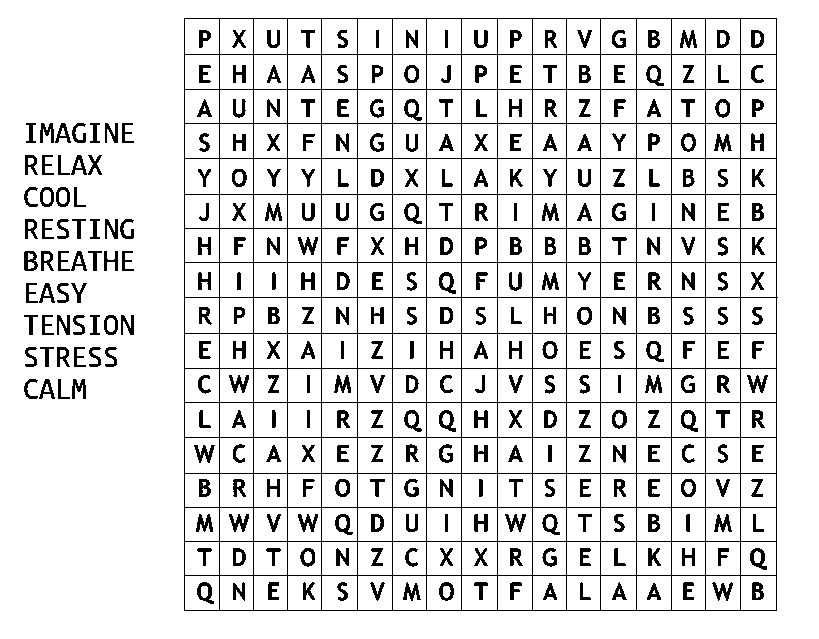 IMAGINE
RELAX
COOL
RESTING
BREATHE
EASY
TENSION
STRESS
CALM
P X U T S I N I U P R V G B M D D
E H A A S P O J P E T B E Q Z L C
A U N T E G Q T L H R Z F A T O P
S H X F N G U A X E A A Y P O M H
Y O Y Y L D X L A K Y U Z L B S K
J X M U U G Q T R I M A G I N E B
H F N W F X H D P B B B T N V S K
H I I H D E S Q F U M Y E R N S X
R P B Z N H S D S L H O N B S S S
E H X A I Z I H A H O E S Q F E F
C W Z I M V D C J V S S I M G R W
L A I I R Z Q Q H X D Z O Z Q T R
W C A X E Z R G H A I Z N E C S E
B R H F O T G N I T S E R E O V Z
M W V W Q D U I H W Q T S B I M L
T D T O N Z C X X R G E L K H F Q
Q N E K S V M O T F A L A A E W B